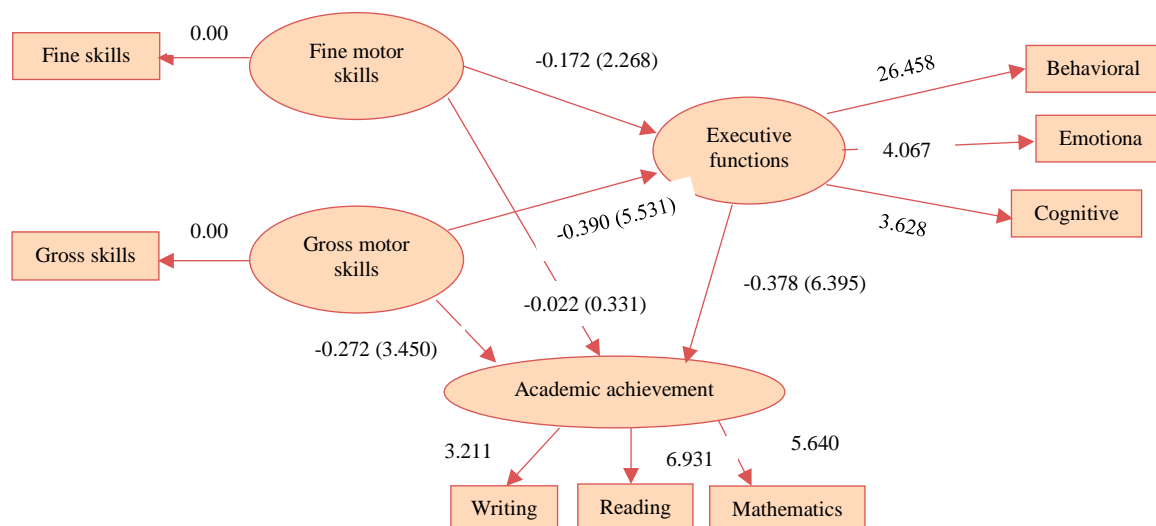 0.00
Fine skills
Fine motor
skills
-0.172 (2.268)
26.458
Behavioral
Executive
functions
4.067
Emotiona
3.628
Cognitive
-0.390 (5.531)
0.00
Gross skills
Gross motor
skills
-0.022 (0.331)
-0.378 (6.395)
-0.272 (3.450)
Academic achievement
3.211
6.931
5.640
Writing
Reading
Mathematics